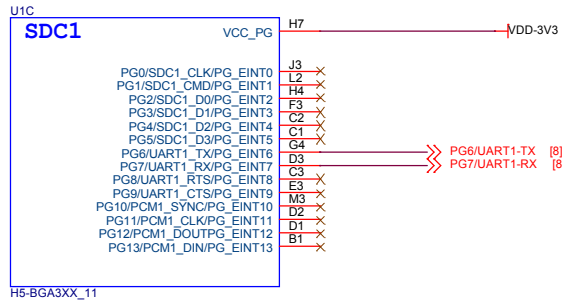 U1C
SDC1
VCC_PG H7 VDD-3V3
PG0/SDC1_CLK/PG_EINT0 J3
PG1/SDC1_CMD/PG_EINT1 L2
PG2/SDC1_D0/PG_EINT2 H4
PG3/SDC1_D1/PG_EINT3 F3
PG4/SDC1_D2/PG_EINT4 C2
PG5/SDC1_D3/PG_EINT5 C1
PG6/UART1_TX/PG_EINT6 G4 PG6/UART1-TX [8]
PG7/UART1_RX/PG_EINT7 D3 PG7/UART1-RX [8
PG8/UART1_RTS/PG_EINT8 C3
PG9/UART1_CTS/PG_EINT9 E3
PG10/PCM1_SYNC/PG_EINT10 M3
PG11/PCM1_CLK/PG_EINT11 D2
PG12/PCM1_DOUTPG_EINT12 D1
PG13/PCM1_DIN/PG_EINT13 B1
H5-BGA3XX_11